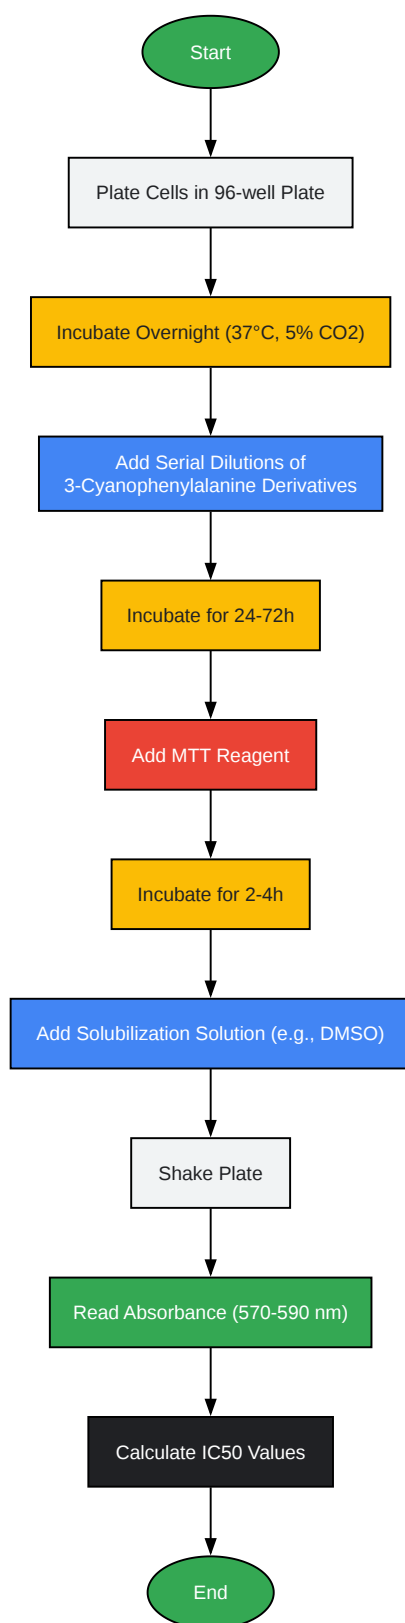 Start
Plate Cells in 96-well Plate
Incubate Overnight (37°C, 5% CO2)
Add Serial Dilutions of
3-Cyanophenylalanine Derivatives
Incubate for 24-72h
Add MTT Reagent
Incubate for 2-4h
Add Solubilization Solution (e.g., DMSO)
Shake Plate
Read Absorbance (570-590 nm)
Calculate IC50 Values
End